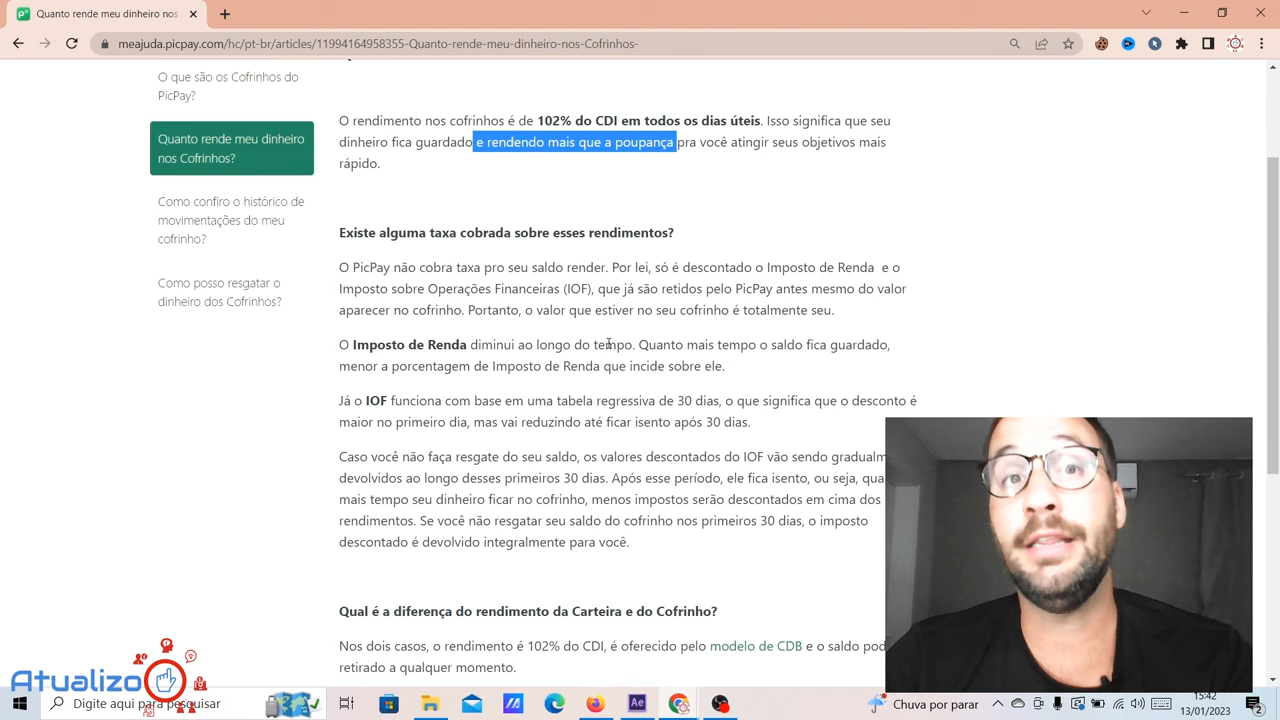 Quanto rende meu dinheiro nos
meajuda.picpay.com/hc/pt-br/articles/11994164958355-Quanto-rende-meu-dinheiro-nos-Cofrinhos-
O que são os Cofrinhos do
PicPay?
Quanto rende meu dinheiro
nos Cofrinhos?
Como confiro o histórico de
movimentações do meu
cofrinho?
Como posso resgatar o
dinheiro dos Cofrinhos?
O rendimento nos cofrinhos é de 102% do CDI em todos os dias úteis. Isso significa que seu
dinheiro fica guardado e rendendo mais que a poupança pra você atingir seus objetivos mais
rápido.
Existe alguma taxa cobrada sobre esses rendimentos?
O PicPay não cobra taxa pro seu saldo render. Por lei, só é descontado o Imposto de Renda e o
Imposto sobre Operações Financeiras (IOF), que já são retidos pelo PicPay antes mesmo do valor
aparecer no cofrinho. Portanto, o valor que estiver no seu cofrinho é totalmente seu.
O Imposto de Renda diminui ao longo do tempo. Quanto mais tempo o saldo fica guardado,
menor a porcentagem de Imposto de Renda que incide sobre ele.
Já o IOF funciona com base em uma tabela regressiva de 30 dias, o que significa que o desconto é
maior no primeiro dia, mas vai reduzindo até ficar isento após 30 dias.
Caso você não faça resgate do seu saldo, os valores descontados do IOF vão sendo gradualm
devolvidos ao longo desses primeiros 30 dias. Após esse período, ele fica isento, ou seja, qua
mais tempo seu dinheiro ficar no cofrinho, menos impostos serão descontados em cima dos
rendimentos. Se você não resgatar seu saldo do cofrinho nos primeiros 30 dias, o imposto
descontado é devolvido integralmente para você.
Qual é a diferença do rendimento da Carteira e do Cofrinho?
Nos dois casos, o rendimento é 102% do CDI, é oferecido pelo modelo de CDB e o saldo pod
retirado a qualquer momento.
Atualizo
Digite aqui para pesquisar
Ae
Chuva por parar
15:42
13/01/2023
2